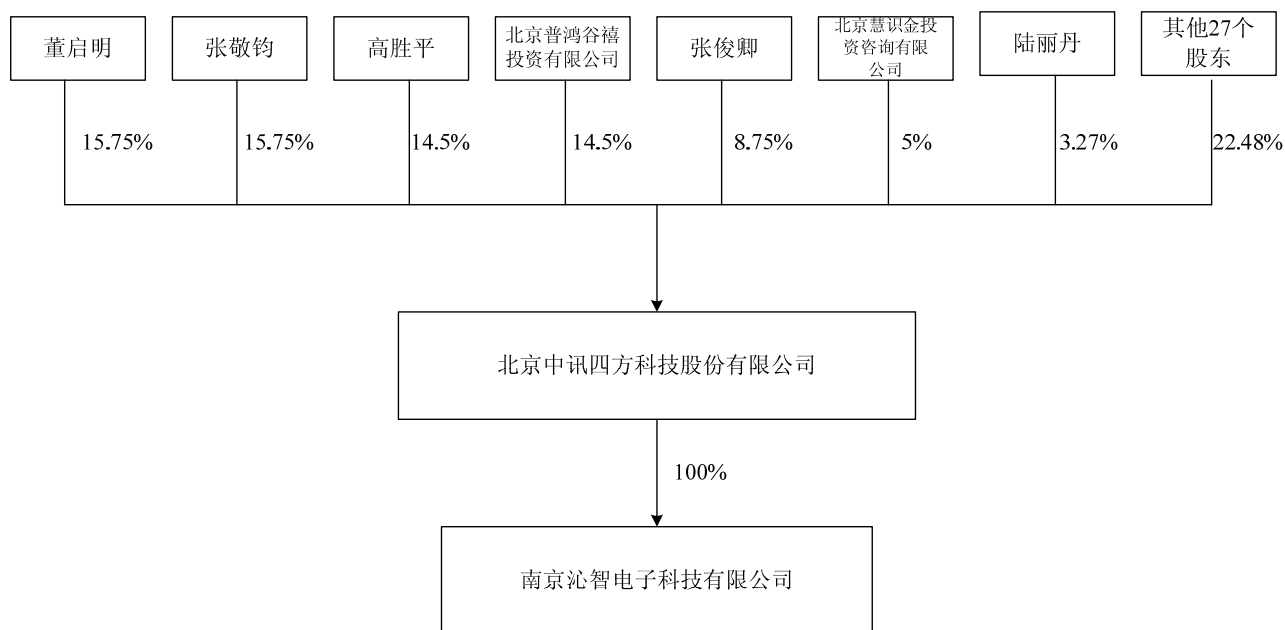 董启明
张敬钧
高胜平
北京普鸿谷禧
投资有限公司
张俊卿
北京慧识金投
资咨询有限
公司
陆丽丹
其他27个
股东
15.75%
15.75%
14.5%
14.5%
8.75%
5%
3.27%
22.48%
北京中讯四方科技股份有限公司
100%
南京沁智电子科技有限公司